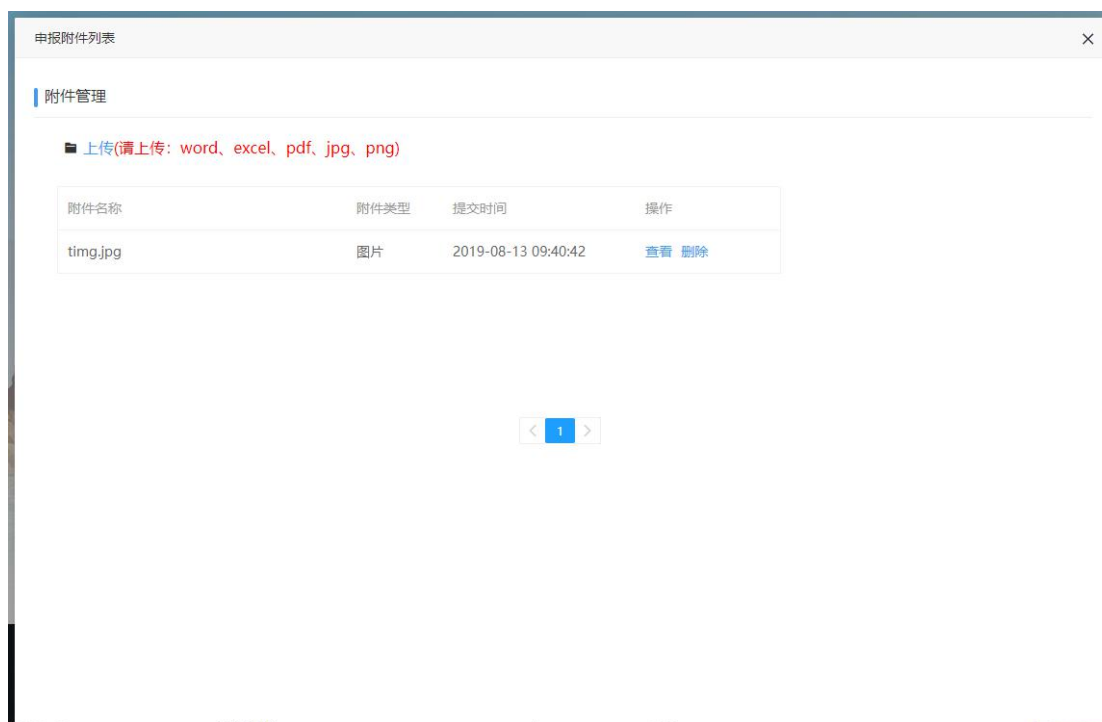 申报附件列表
附件管理
上传(请上传：word、excel、pdf、jpg、png)
附件名称 附件类型 提交时间 操作
timg.jpg 图片 2019-08-13 09:40:42 查看 删除
1